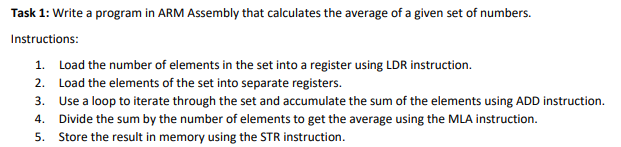 Task 1: Write a program in ARM Assembly that calculates the average of a given set of numbers.
Instructions:
1. Load the number of elements in the set into a register using LDR instruction.
2. Load the elements of the set into separate registers.
3. Use a loop to iterate through the set and accumulate the sum of the elements using ADD instruction.
4. Divide the sum by the number of elements to get the average using the MLA instruction.
5. Store the result in memory using the STR instruction.